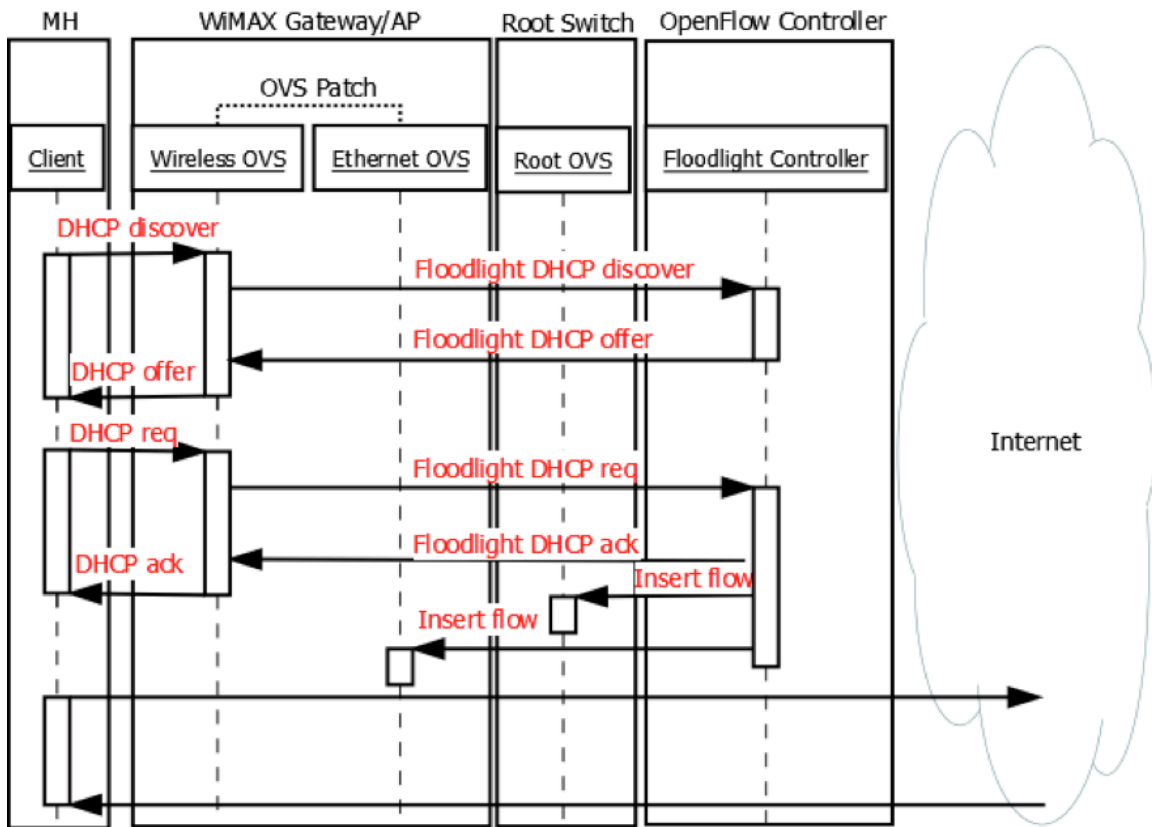 MH
WiMAX Gateway/AP
Root Switch
OpenFlow Controller
OVS Patch
Client
Wireless OVS
Ethernet OVS
Root OVS
Floodlight Controller
DHCP discover
Floodlight DHCP discover
Floodlight DHCP offer
DHCP offer
DHCP req
Internet
Floodlight DHCP req
Floodlight DHCP ack
DHCP ack
Insert flow
Insert flow